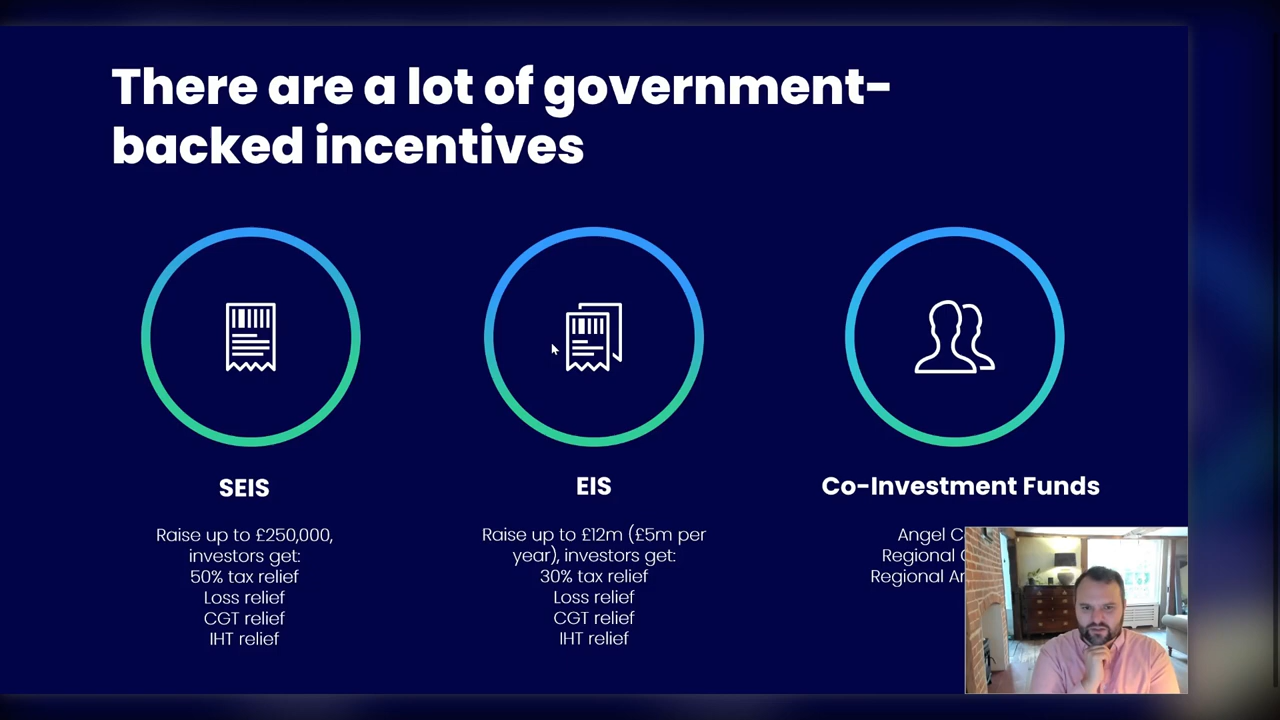 There are a lot of government-
backed incentives
SEIS
Raise up to £250,000,
investors get:
50% tax relief
Loss relief
CGT relief
IHT relief
EIS
Raise up to £12m (£5m per
year), investors get:
30% tax relief
Loss relief
CGT relief
IHT relief
Co-Investment Funds
Angel
Regional
Regional